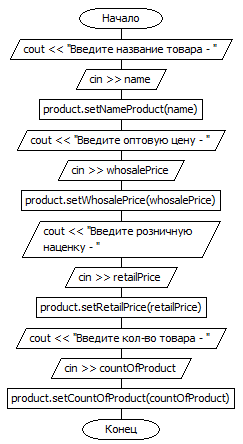 Начало
cout << "Введите название товара - "
cin >> name
product.setNameProduct(name)
cout << "Введите оптовую цену - "
cin >> whosalePrice
product.setWhosalePrice(whosalePrice)
cout << "Введите розничную
наценку - "
cin >> retailPrice
product.setRetailPrice(retailPrice)
cout << "Введите кол-во товара - "
cin >> countOfProduct
product.setCountOfProduct(countOfProduct)
Конец